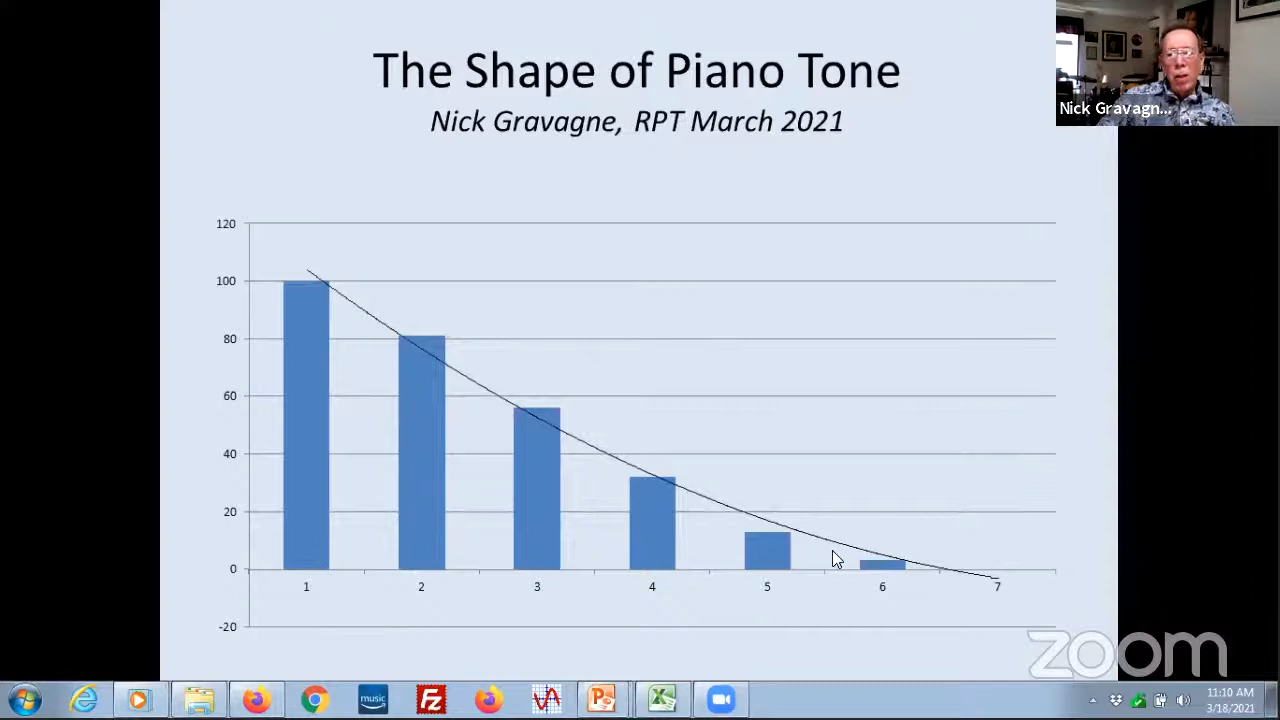 The Shape of Piano Tone
Nick Gravagne, RPT March 2021
Nick Gravagn...
120
100
80
60
40
20
0
-20
1 2 3 4 5 6 7
zoom
music
11:10 AM
3/18/2021